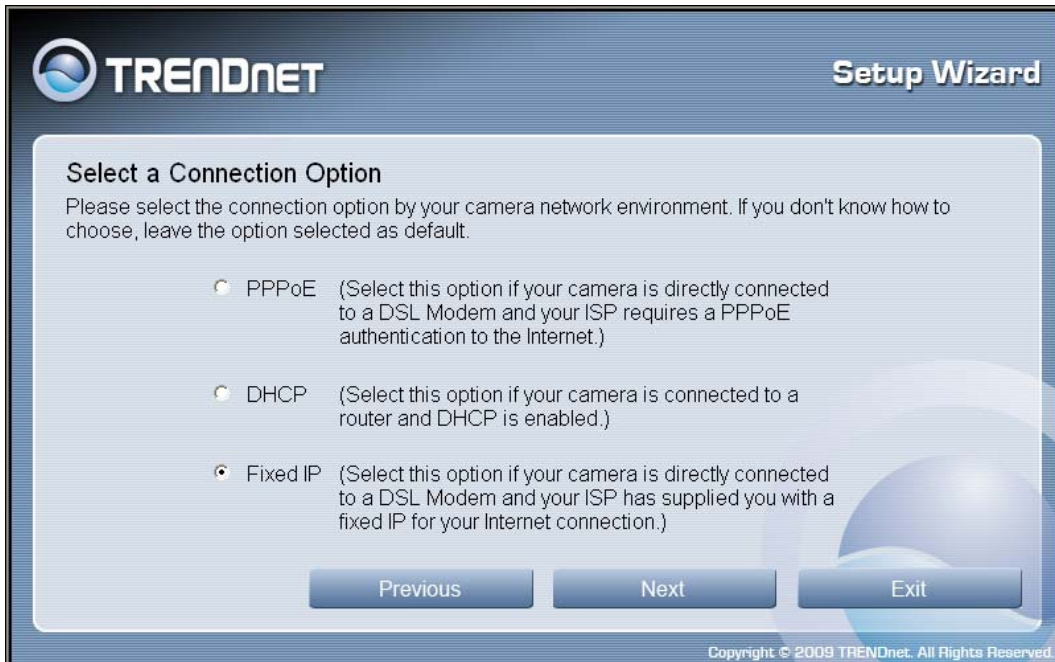 TRENDNET
Setup Wizard
Select a Connection Option
Please select the connection option by your camera network environment. If you don't know how to
choose, leave the option selected as default.
PPPoE (Select this option if your camera is directly connected
to a DSL Modem and your ISP requires a PPPoE
authentication to the Internet.)
DHCP (Select this option if your camera is connected to a
router and DHCP is enabled.)
Fixed IP (Select this option if your camera is directly connected
to a DSL Modem and your ISP has supplied you with a
fixed IP for your Internet connection.)
Previous Next Exit
Copyright © 2009 TRENDnet. All Rights Reserved.